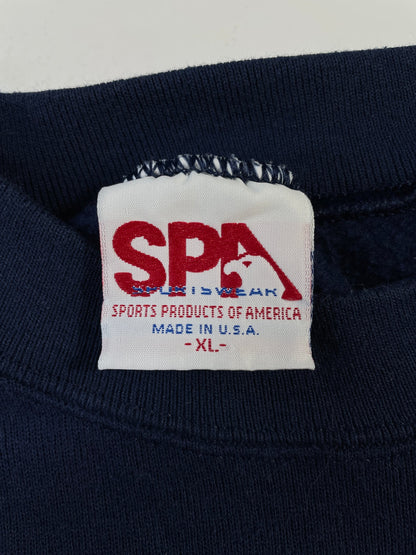 SPA
SPORTSWEAR
SPORTS PRODUCTS OF AMERICA
MADE IN U.S.A.
-XL-